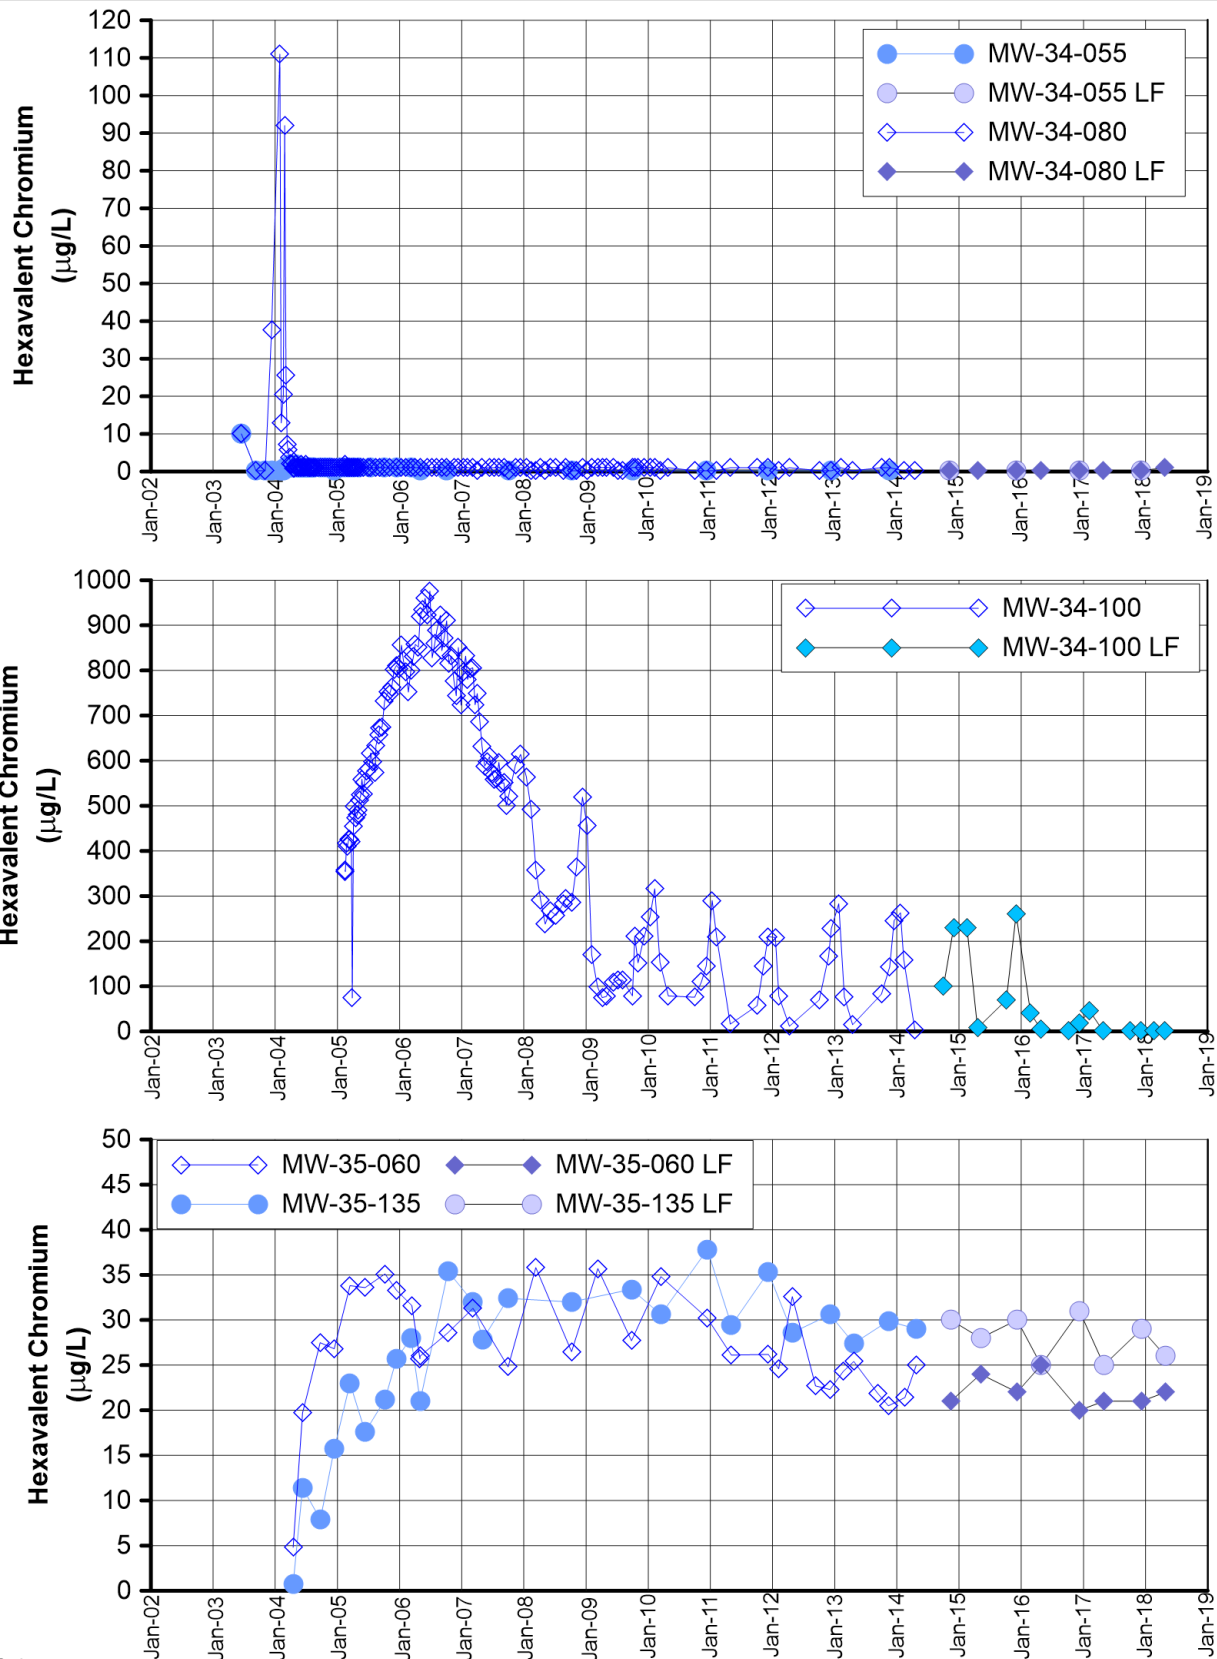 120
110
100
90
80
70
60
50
40
30
20
10
0
Hexavalent Chromium
(µg/L)
MW-34-055
MW-34-055 LF
MW-34-080
MW-34-080 LF
Jan-02
Jan-03
Jan-04
Jan-05
Jan-06
Jan-07
Jan-08
Jan-09
Jan-10
Jan-11
Jan-12
Jan-13
Jan-14
Jan-15
Jan-16
Jan-17
Jan-18
Jan-19
1000
900
800
700
600
500
400
300
200
100
0
Hexavalent Chromium
(µg/L)
MW-34-100
MW-34-100 LF
Jan-02
Jan-03
Jan-04
Jan-05
Jan-06
Jan-07
Jan-08
Jan-09
Jan-10
Jan-11
Jan-12
Jan-13
Jan-14
Jan-15
Jan-16
Jan-17
Jan-18
Jan-19
50
45
40
35
30
25
20
15
10
5
0
Hexavalent Chromium
(µg/L)
MW-35-060 MW-35-060 LF
MW-35-135 MW-35-135 LF
Jan-02
Jan-03
Jan-04
Jan-05
Jan-06
Jan-07
Jan-08
Jan-09
Jan-10
Jan-11
Jan-12
Jan-13
Jan-14
Jan-15
Jan-16
Jan-17
Jan-18
Jan-19